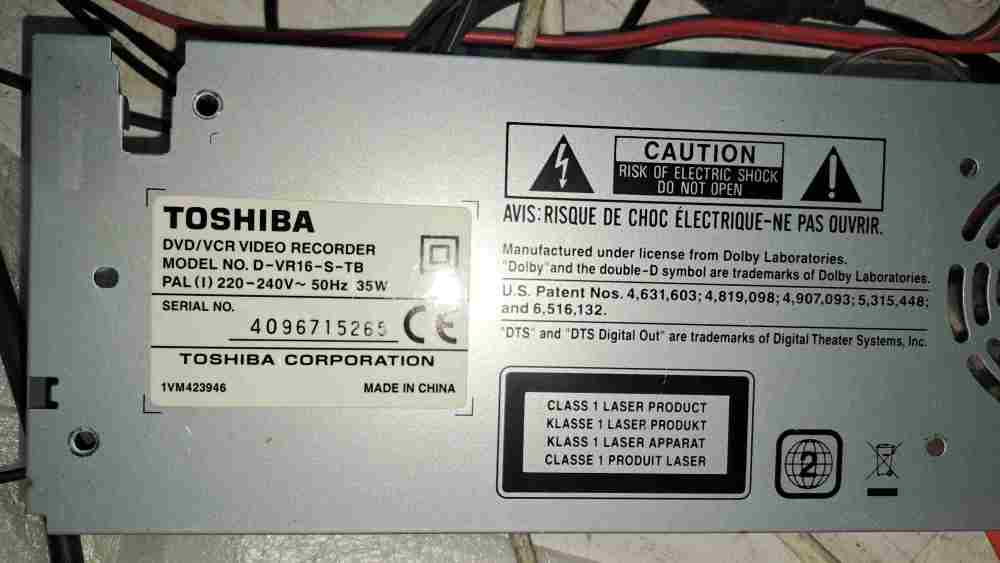 TOSHIBA
DVD/VCR VIDEO RECORDER
MODEL NO. D-VR16-S-TB
PAL (I) 220-240V~ 50Hz 35W
SERIAL NO.
4096715265
CE
TOSHIBA CORPORATION
1VM423946 MADE IN CHINA
CAUTION
RISK OF ELECTRIC SHOCK
DO NOT OPEN
AVIS: RISQUE DE CHOC ÉLECTRIQUE-NE PAS OUVRIR.
Manufactured under license from Dolby Laboratories.
"Dolby" and the double-D symbol are trademarks of Dolby Laboratories.
U.S. Patent Nos. 4,631,603; 4,819,098; 4,907,093; 5,315,448;
and 6,516,132.
"DTS" and "DTS Digital Out" are trademarks of Digital Theater Systems, Inc.
CLASS 1 LASER PRODUCT
KLASSE 1 LASER PRODUKT
KLASS 1 LASER APPARAT
CLASSE 1 PRODUIT LASER
2